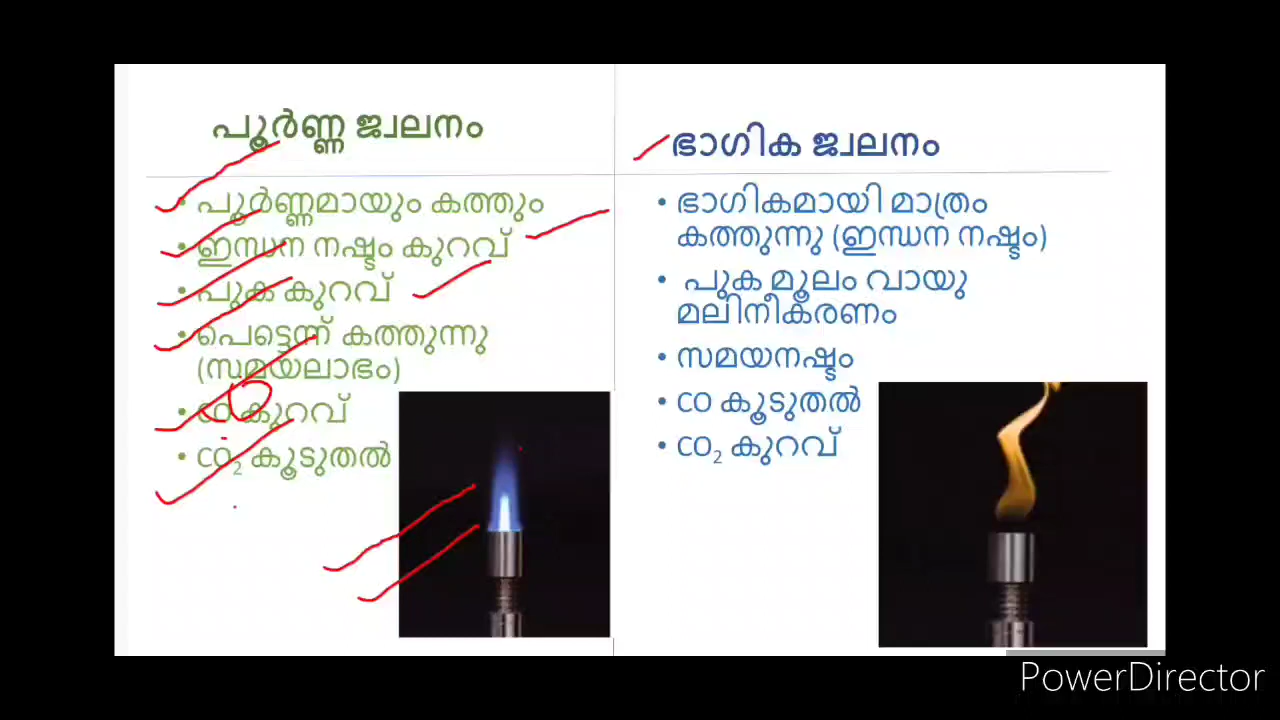 പൂർണ്ണ ജ്വലനം
• പൂർണ്ണമായും കത്തും
• ഇന്ധന നഷ്ടം കുറവ്
• പുക കുറവ്
• പെട്ടെന്ന് കത്തുന്നു
(സമയലാഭം)
• CO കുറവ്
• CO₂ കൂടുതൽ
ഭാഗിക ജ്വലനം
• ഭാഗികമായി മാത്രം
കത്തുന്നു (ഇന്ധന നഷ്ടം)
• പുക മൂലം വായു
മലിനീകരണം
• സമയനഷ്ടം
• CO കൂടുതൽ
• CO₂ കുറവ്
PowerDirector